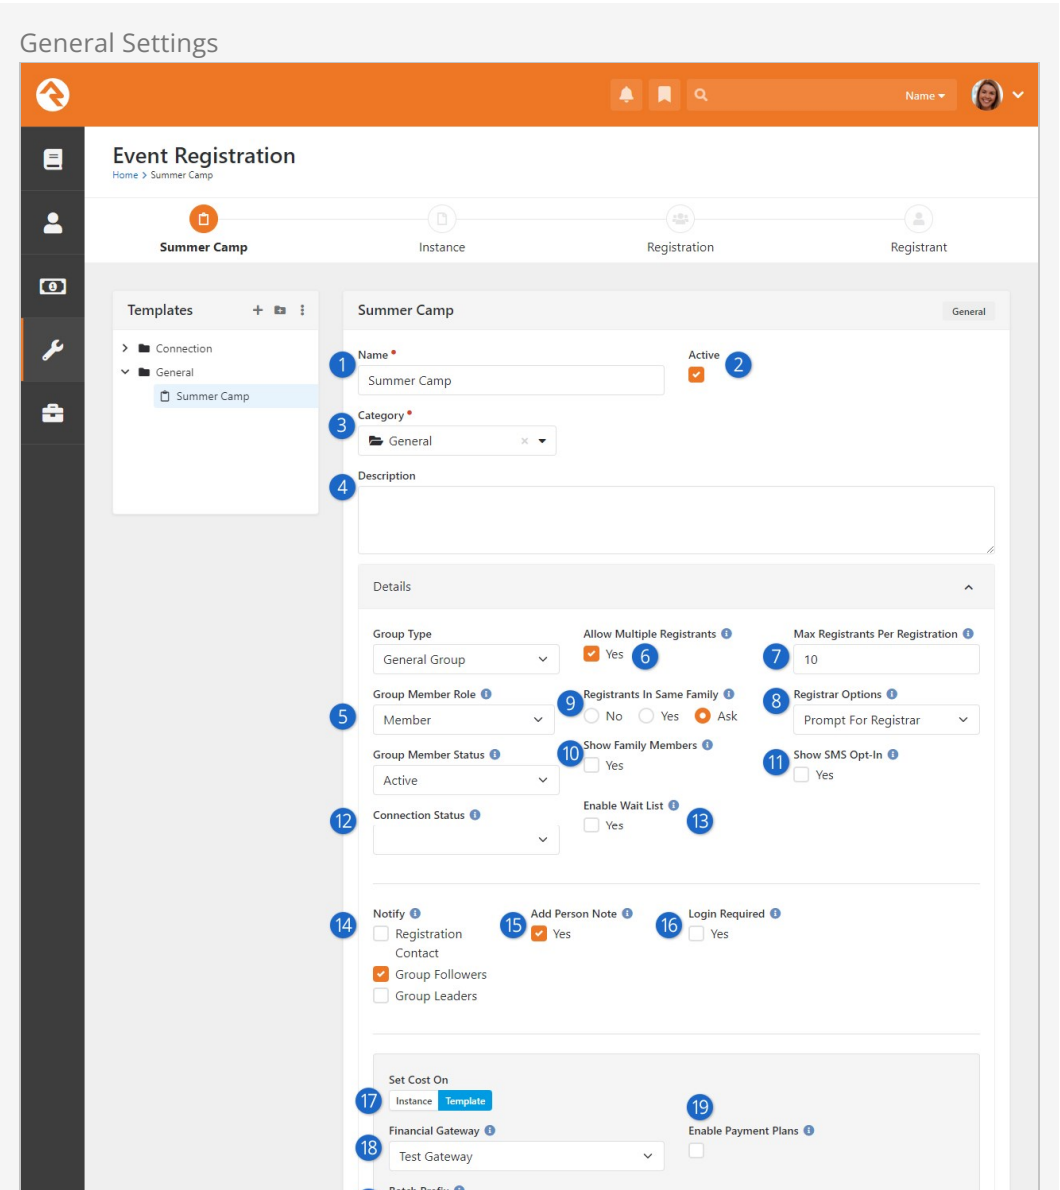 General Settings
Name
Event Registration
Home > Summer Camp
Summer Camp
Instance
Registration
Registrant
Templates
Connection
General
Summer Camp
Summer Camp
General
1
Name
Active
2
Summer Camp
3
Category
General
4
Description
Details
Group Type
General Group
Allow Multiple Registrants
Yes
6
Max Registrants Per Registration
7
10
5
Group Member Role
Member
9
Registrants In Same Family
No Yes Ask
8
Registrar Options
Prompt For Registrar
Group Member Status
Active
10
Show Family Members
Yes
11
Show SMS Opt-In
Yes
12
Connection Status
Enable Wait List
Yes
13
14
Notify
Registration
Contact
Group Followers
Group Leaders
15
Add Person Note
Yes
16
Login Required
Yes
Set Cost On
17
Instance Template
18
Financial Gateway
Test Gateway
19
Enable Payment Plans
Batch Prefix